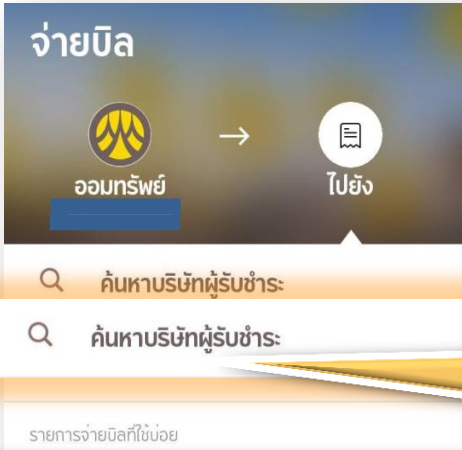 จ่ายบิล
ออมทรัพย์
ไปยัง
ค้นหาบริษัทผู้รับชำระ
ค้นหาบริษัทผู้รับชำระ
รายการจ่ายบิลที่ใช้บ่อย